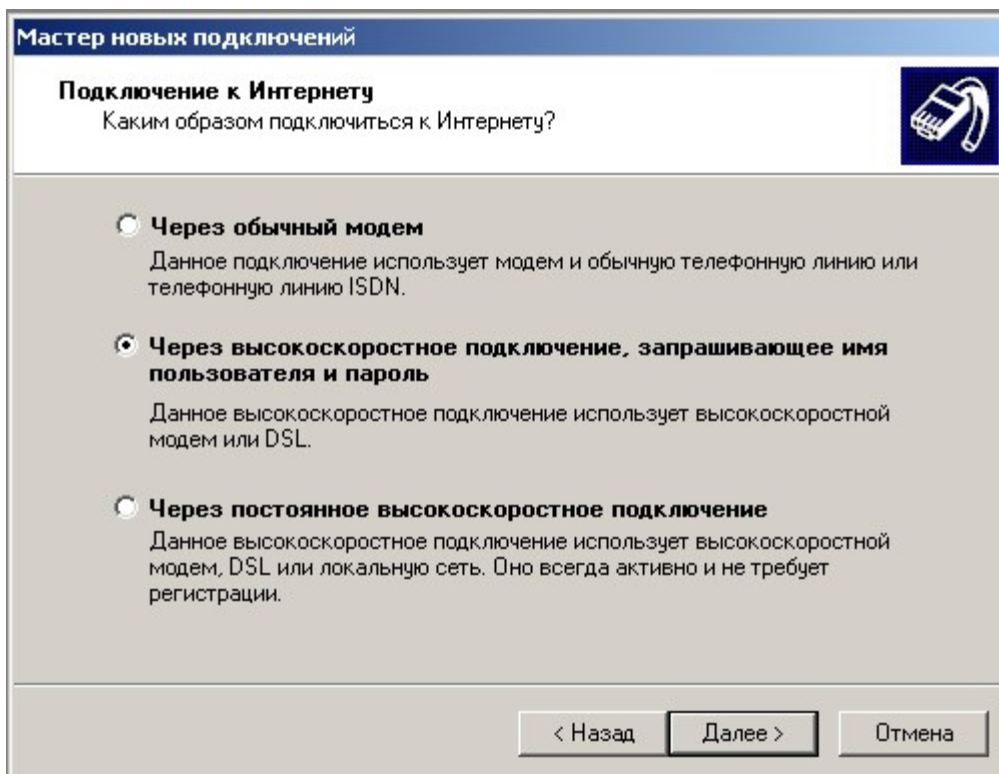 Мастер новых подключений
Подключение к Интернету
Каким образом подключиться к Интернету?
Через обычный модем
Данное подключение использует модем и обычную телефонную линию или
телефонную линию ISDN.
Через высокоскоростное подключение, запрашивающее имя
пользователя и пароль
Данное высокоскоростное подключение использует высокоскоростной
модем или DSL.
Через постоянное высокоскоростное подключение
Данное высокоскоростное подключение использует высокоскоростной
модем, DSL или локальную сеть. Оно всегда активно и не требует
регистрации.
< Назад
Далее >
Отмена